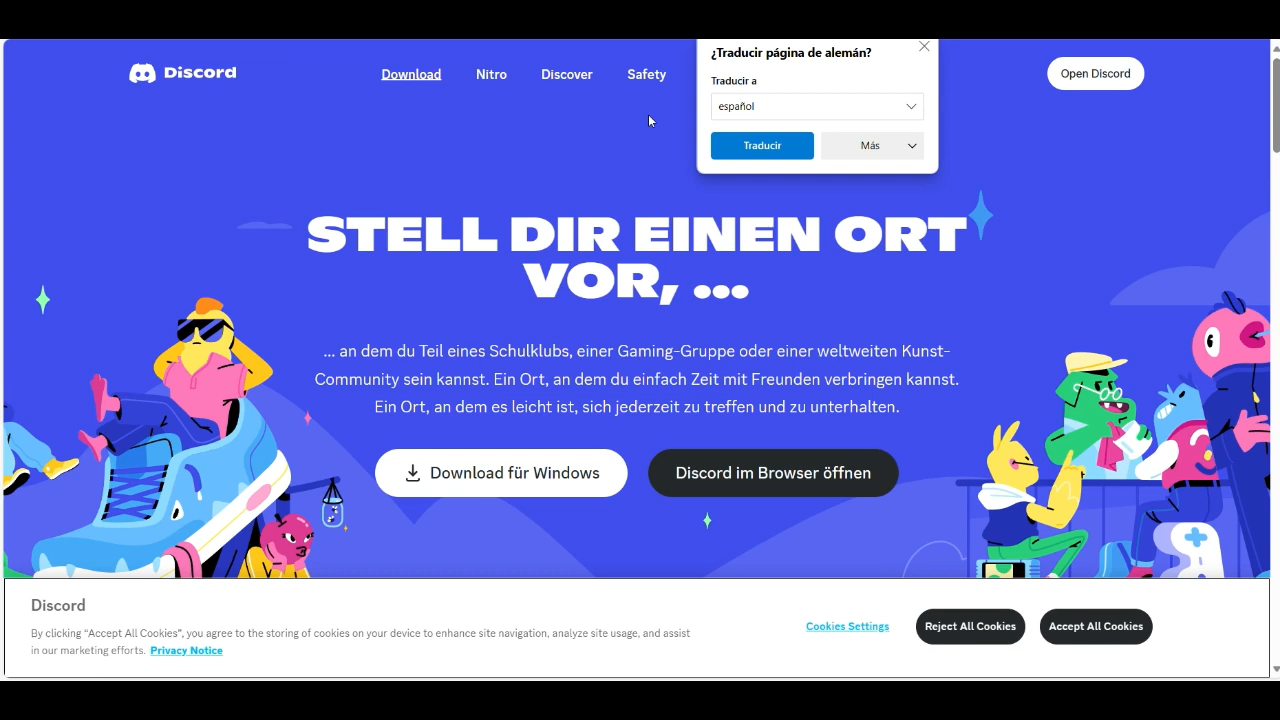 Discord
Download
Nitro
Discover
Safety
¿Traducir página de alemán?
Traducir a
español
Traducir
Más
Open Discord
STELL DIR EINEN ORT
VOR, ...
... an dem du Teil eines Schulklubs, einer Gaming-Gruppe oder einer weltweiten Kunst-
Community sein kannst. Ein Ort, an dem du einfach Zeit mit Freunden verbringen kannst.
Ein Ort, an dem es leicht ist, sich jederzeit zu treffen und zu unterhalten.
Download für Windows
Discord im Browser öffnen
Discord
By clicking “Accept All Cookies”, you agree to the storing of cookies on your device to enhance site navigation, analyze site usage, and assist
in our marketing efforts. Privacy Notice
Cookies Settings
Reject All Cookies
Accept All Cookies